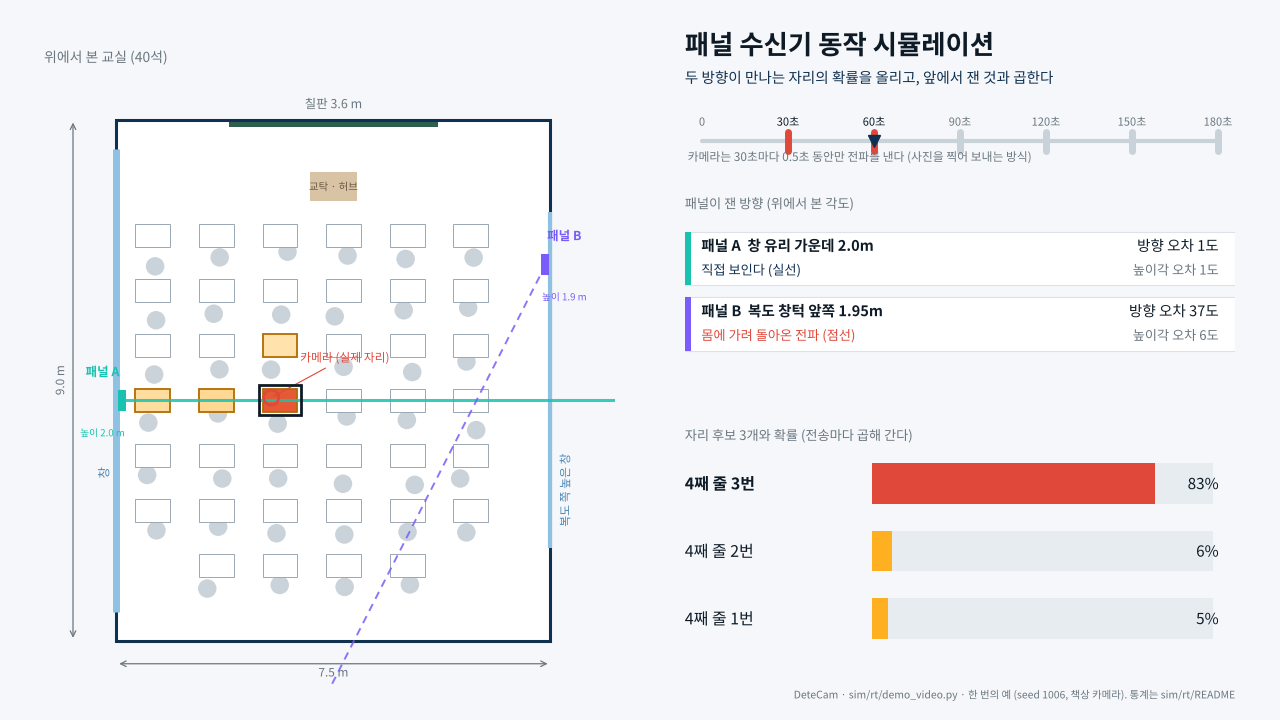 위에서 본 교실 (40석)
칠판 3.6 m
교탁 · 허브
패널 B
높이 1.9 m
카메라 (실제 자리)
패널 A
높이 2.0 m
9.0 m
창
복도 쪽 높은 창
7.5 m
패널 수신기 동작 시뮬레이션
두 방향이 만나는 자리의 확률을 올리고, 앞에서 잰 것과 곱한다
0 30초 60초 90초 120초 150초 180초
카메라는 30초마다 0.5초 동안만 전파를 낸다 (사진을 찍어 보내는 방식)
패널이 잰 방향 (위에서 본 각도)
패널 A 창 유리 가운데 2.0m 방향 오차 1도
직접 보인다 (실선) 높이각 오차 1도
패널 B 복도 창턱 앞쪽 1.95m 방향 오차 37도
몸에 가려 돌아온 전파 (점선) 높이각 오차 6도
자리 후보 3개와 확률 (전송마다 곱해 간다)
4째 줄 3번 83%
4째 줄 2번 6%
4째 줄 1번 5%
DeteCam · sim/rt/demo_video.py · 한 번의 예 (seed 1006, 책상 카메라). 통계는 sim/rt/README